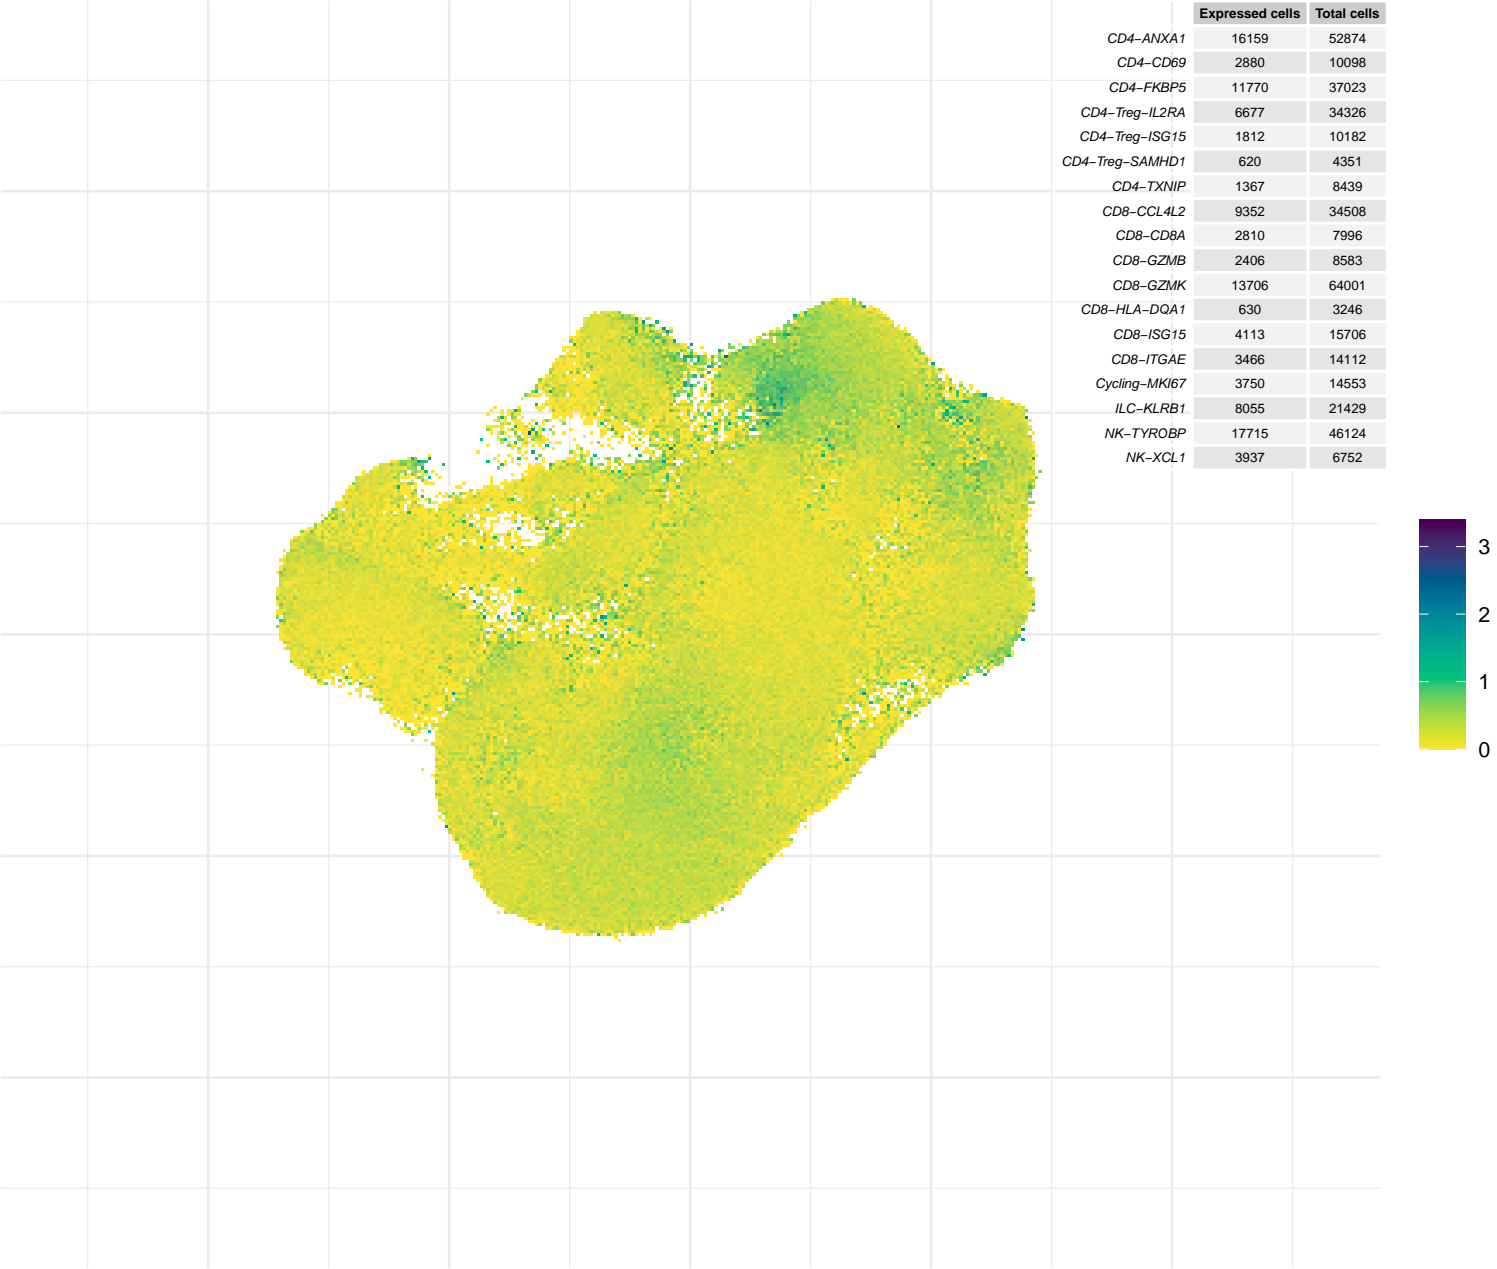 Expressed cells Total cells
CD4−ANXA1 16159 52874
CD4−CD69 2880 10098
CD4−FKBP5 11770 37023
CD4−Treg−IL2RA 6677 34326
CD4−Treg−ISG15 1812 10182
CD4−Treg−SAMHD1 620 4351
CD4−TXNIP 1367 8439
CD8−CCL4L2 9352 34508
CD8−CD8A 2810 7996
CD8−GZMB 2406 8583
CD8−GZMK 13706 64001
CD8−HLA−DQA1 630 3246
CD8−ISG15 4113 15706
CD8−ITGAE 3466 14112
Cycling−MKI67 3750 14553
ILC−KLRB1 8055 21429
NK−TYROBP 17715 46124
NK−XCL1 3937 6752
3
2
1
0